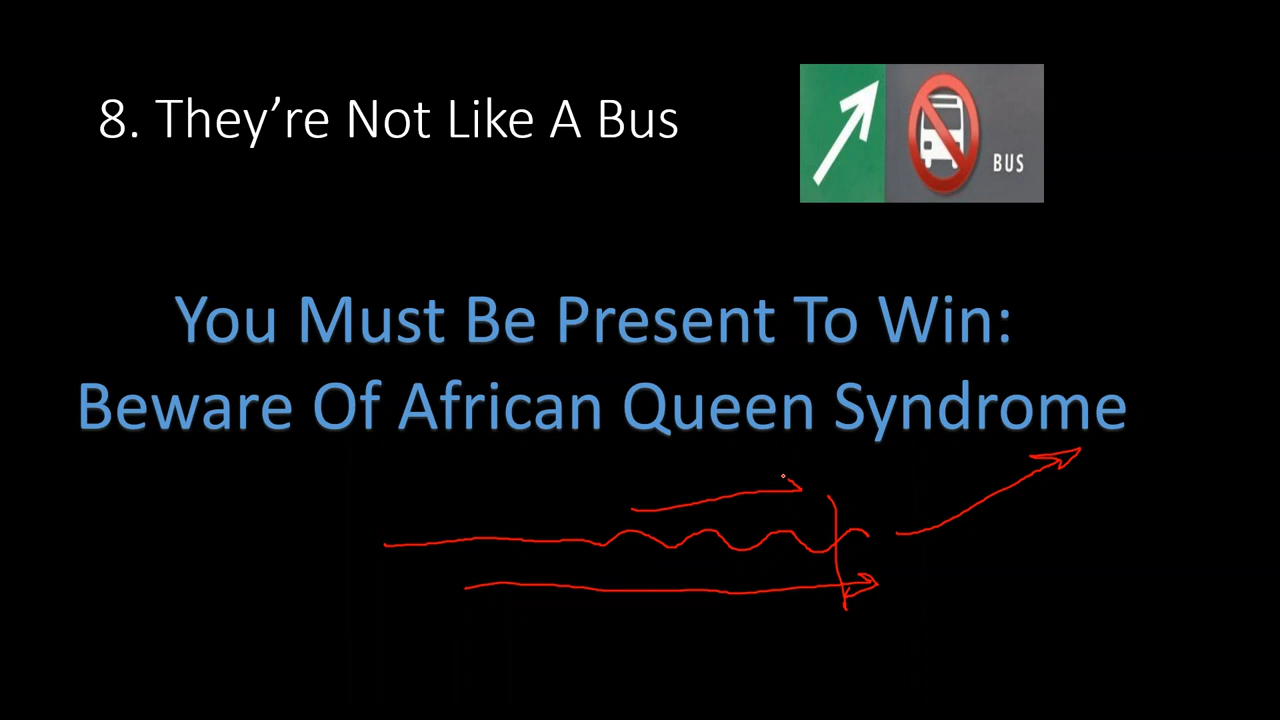 8. They’re Not Like A Bus
BUS
You Must Be Present To Win:
Beware Of African Queen Syndrome